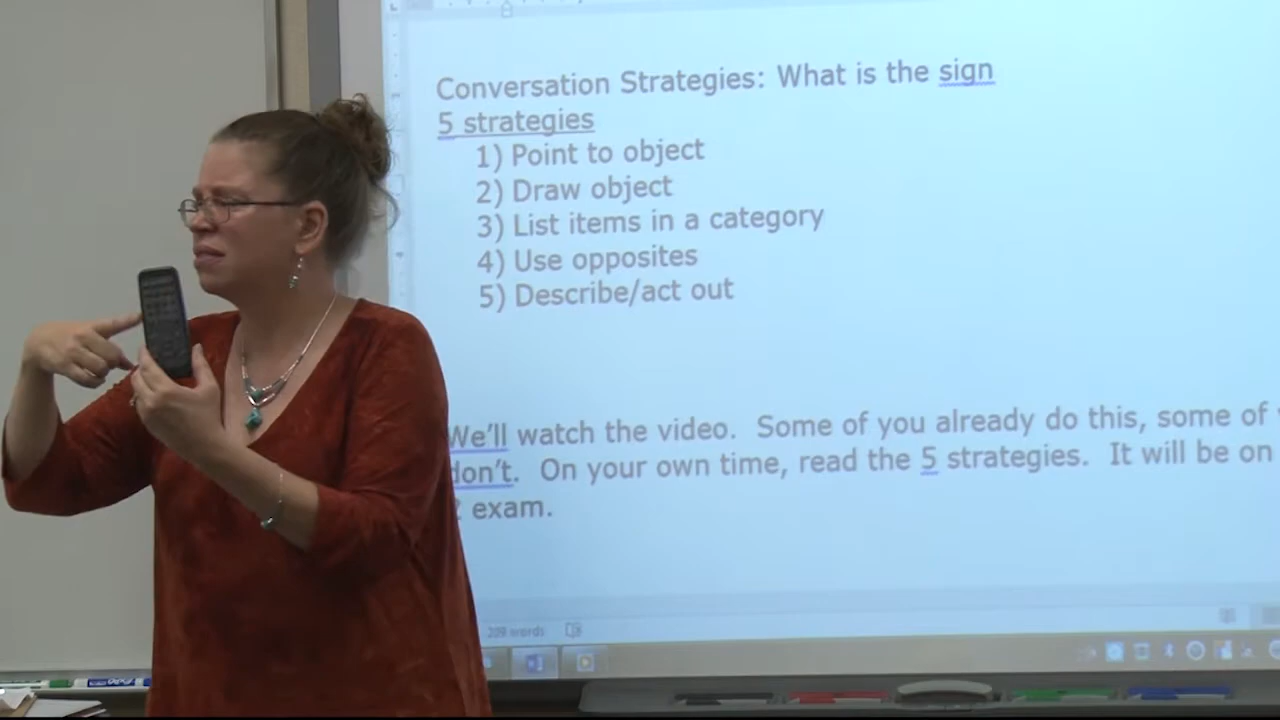 Conversation Strategies: What is the sign
5 strategies
1) Point to object
2) Draw object
3) List items in a category
4) Use opposites
5) Describe/act out
We'll watch the video. Some of you already do this, some of
don't. On your own time, read the 5 strategies. It will be on
exam.
209 words